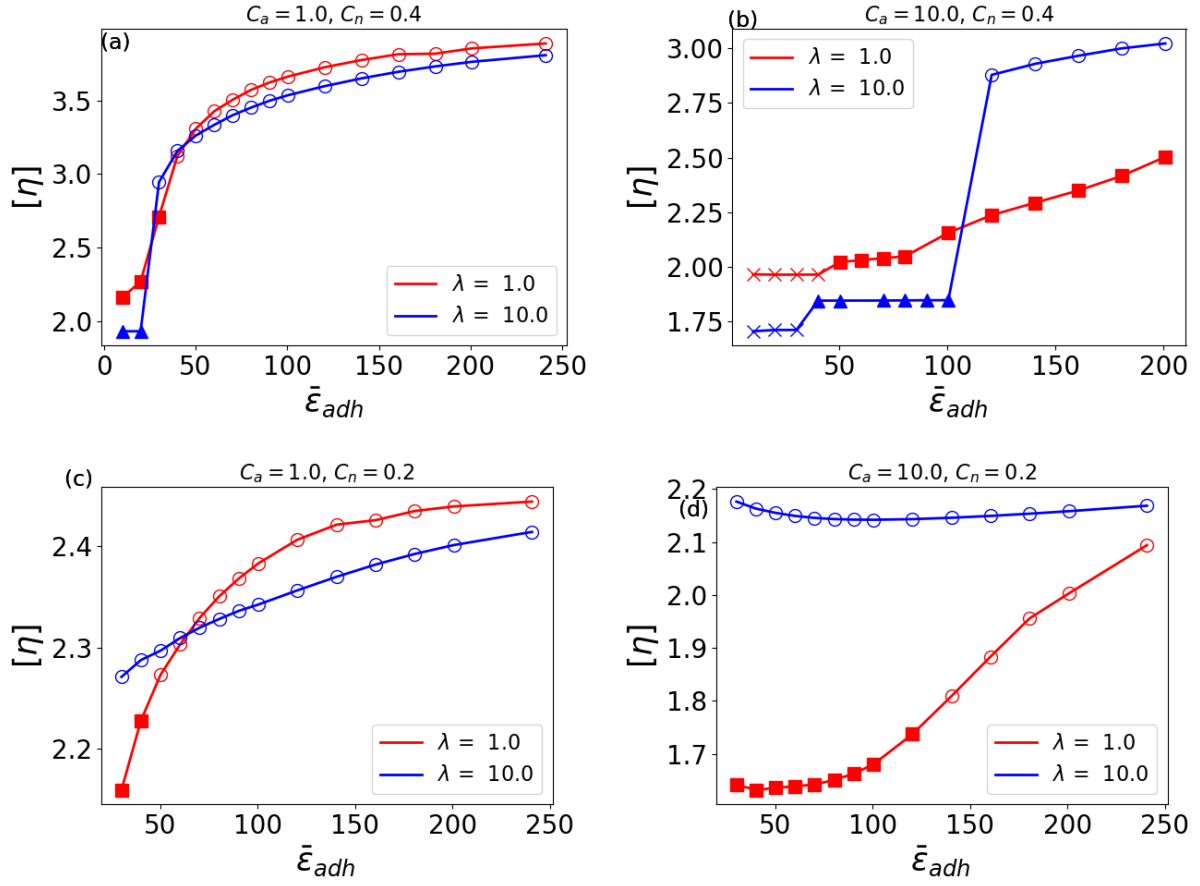 (a)
C_a = 1.0, C_n = 0.4
[η]
3.5
3.0
2.5
2.0
λ = 1.0
λ = 10.0
0 50 100 150 200 250
ε̄_adh
(b)
C_a = 10.0, C_n = 0.4
[η]
3.00
2.75
2.50
2.25
2.00
1.75
λ = 1.0
λ = 10.0
50 100 150 200
ε̄_adh
(c)
C_a = 1.0, C_n = 0.2
[η]
2.4
2.3
2.2
λ = 1.0
λ = 10.0
50 100 150 200 250
ε̄_adh
(d)
C_a = 10.0, C_n = 0.2
[η]
2.2
2.1
2.0
1.9
1.8
1.7
λ = 1.0
λ = 10.0
50 100 150 200 250
ε̄_adh